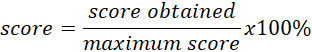 score = score obtained / maximum score x100%